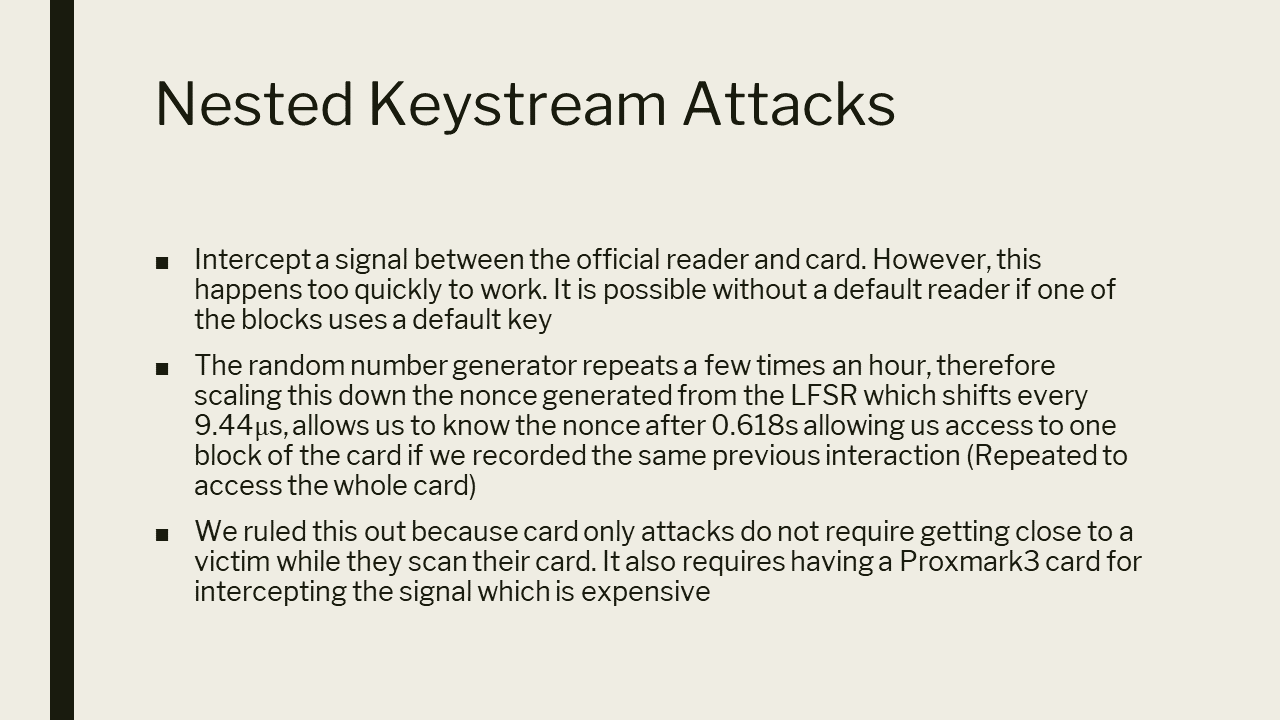 Nested Keystream Attacks
■ Intercept a signal between the official reader and card. However, this
happens too quickly to work. It is possible without a default reader if one of
the blocks uses a default key
■ The random number generator repeats a few times an hour, therefore
scaling this down the nonce generated from the LFSR which shifts every
9.44μs, allows us to know the nonce after 0.618s allowing us access to one
block of the card if we recorded the same previous interaction (Repeated to
access the whole card)
■ We ruled this out because card only attacks do not require getting close to a
victim while they scan their card. It also requires having a Proxmark3 card for
intercepting the signal which is expensive